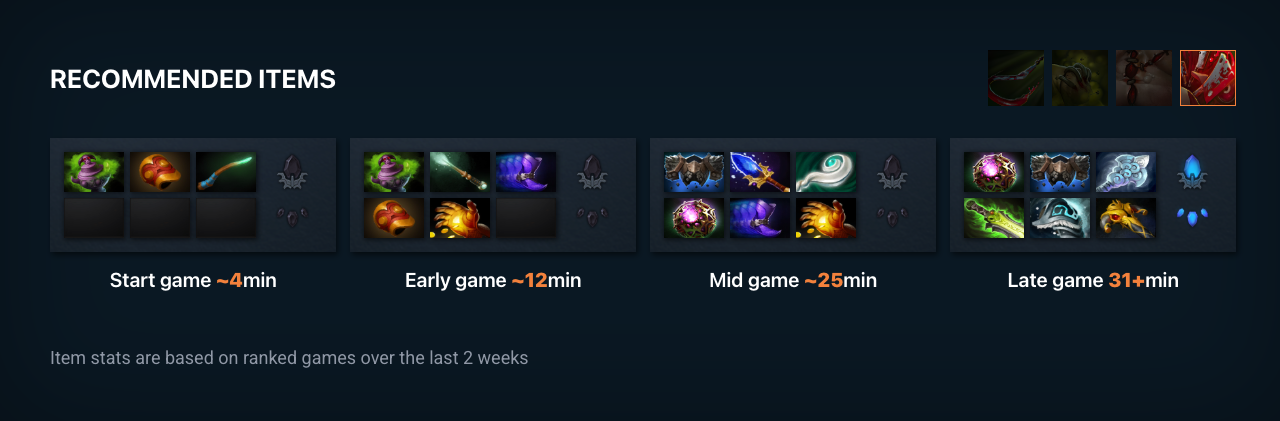 RECOMMENDED ITEMS
Start game ~4min
Early game ~12min
Mid game ~25min
Late game 31+min
Item stats are based on ranked games over the last 2 weeks